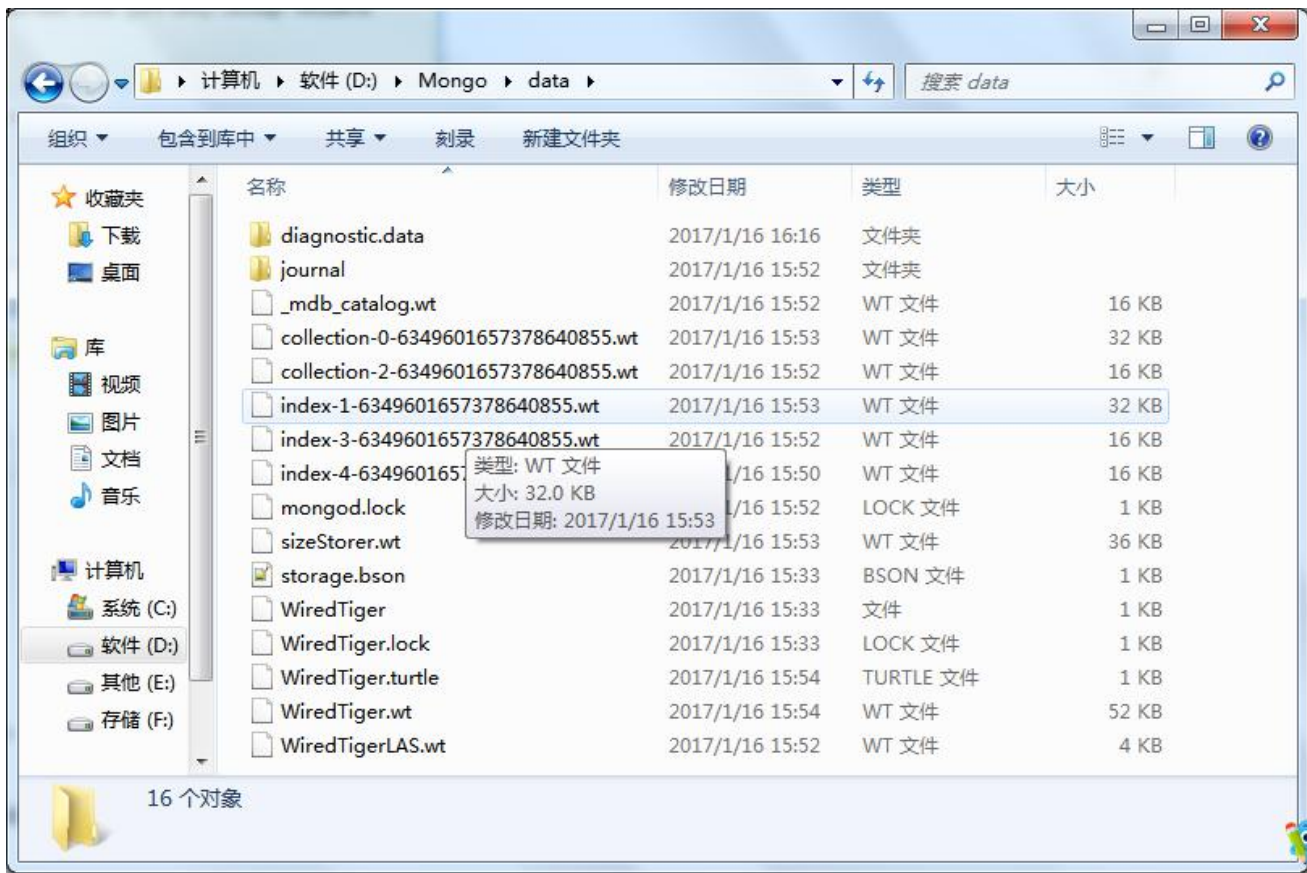 计算机 软件 (D:) Mongo data 搜索 data
组织 包含到库中 共享 刻录 新建文件夹
收藏夹
下载
桌面
库
视频
图片
文档
音乐
计算机
系统 (C:)
软件 (D:)
其他 (E:)
存储 (F:)
名称 修改日期 类型 大小
diagnostic.data 2017/1/16 16:16 文件夹
journal 2017/1/16 15:52 文件夹
_mdb_catalog.wt 2017/1/16 15:52 WT 文件 16 KB
collection-0-6349601657378640855.wt 2017/1/16 15:53 WT 文件 32 KB
collection-2-6349601657378640855.wt 2017/1/16 15:52 WT 文件 16 KB
index-1-6349601657378640855.wt 2017/1/16 15:53 WT 文件 32 KB
index-3-6349601657378640855.wt 2017/1/16 15:52 WT 文件 16 KB
index-4-634960165 1/16 15:50 WT 文件 16 KB
mongod.lock 1/16 15:52 LOCK 文件 1 KB
sizeStorer.wt 2017/1/16 15:53 WT 文件 36 KB
storage.bson 2017/1/16 15:33 BSON 文件 1 KB
WiredTiger 2017/1/16 15:33 文件 1 KB
WiredTiger.lock 2017/1/16 15:33 LOCK 文件 1 KB
WiredTiger.turtle 2017/1/16 15:54 TURTLE 文件 1 KB
WiredTiger.wt 2017/1/16 15:54 WT 文件 52 KB
WiredTigerLAS.wt 2017/1/16 15:52 WT 文件 4 KB
类型: WT 文件
大小: 32.0 KB
修改日期: 2017/1/16 15:53
16 个对象